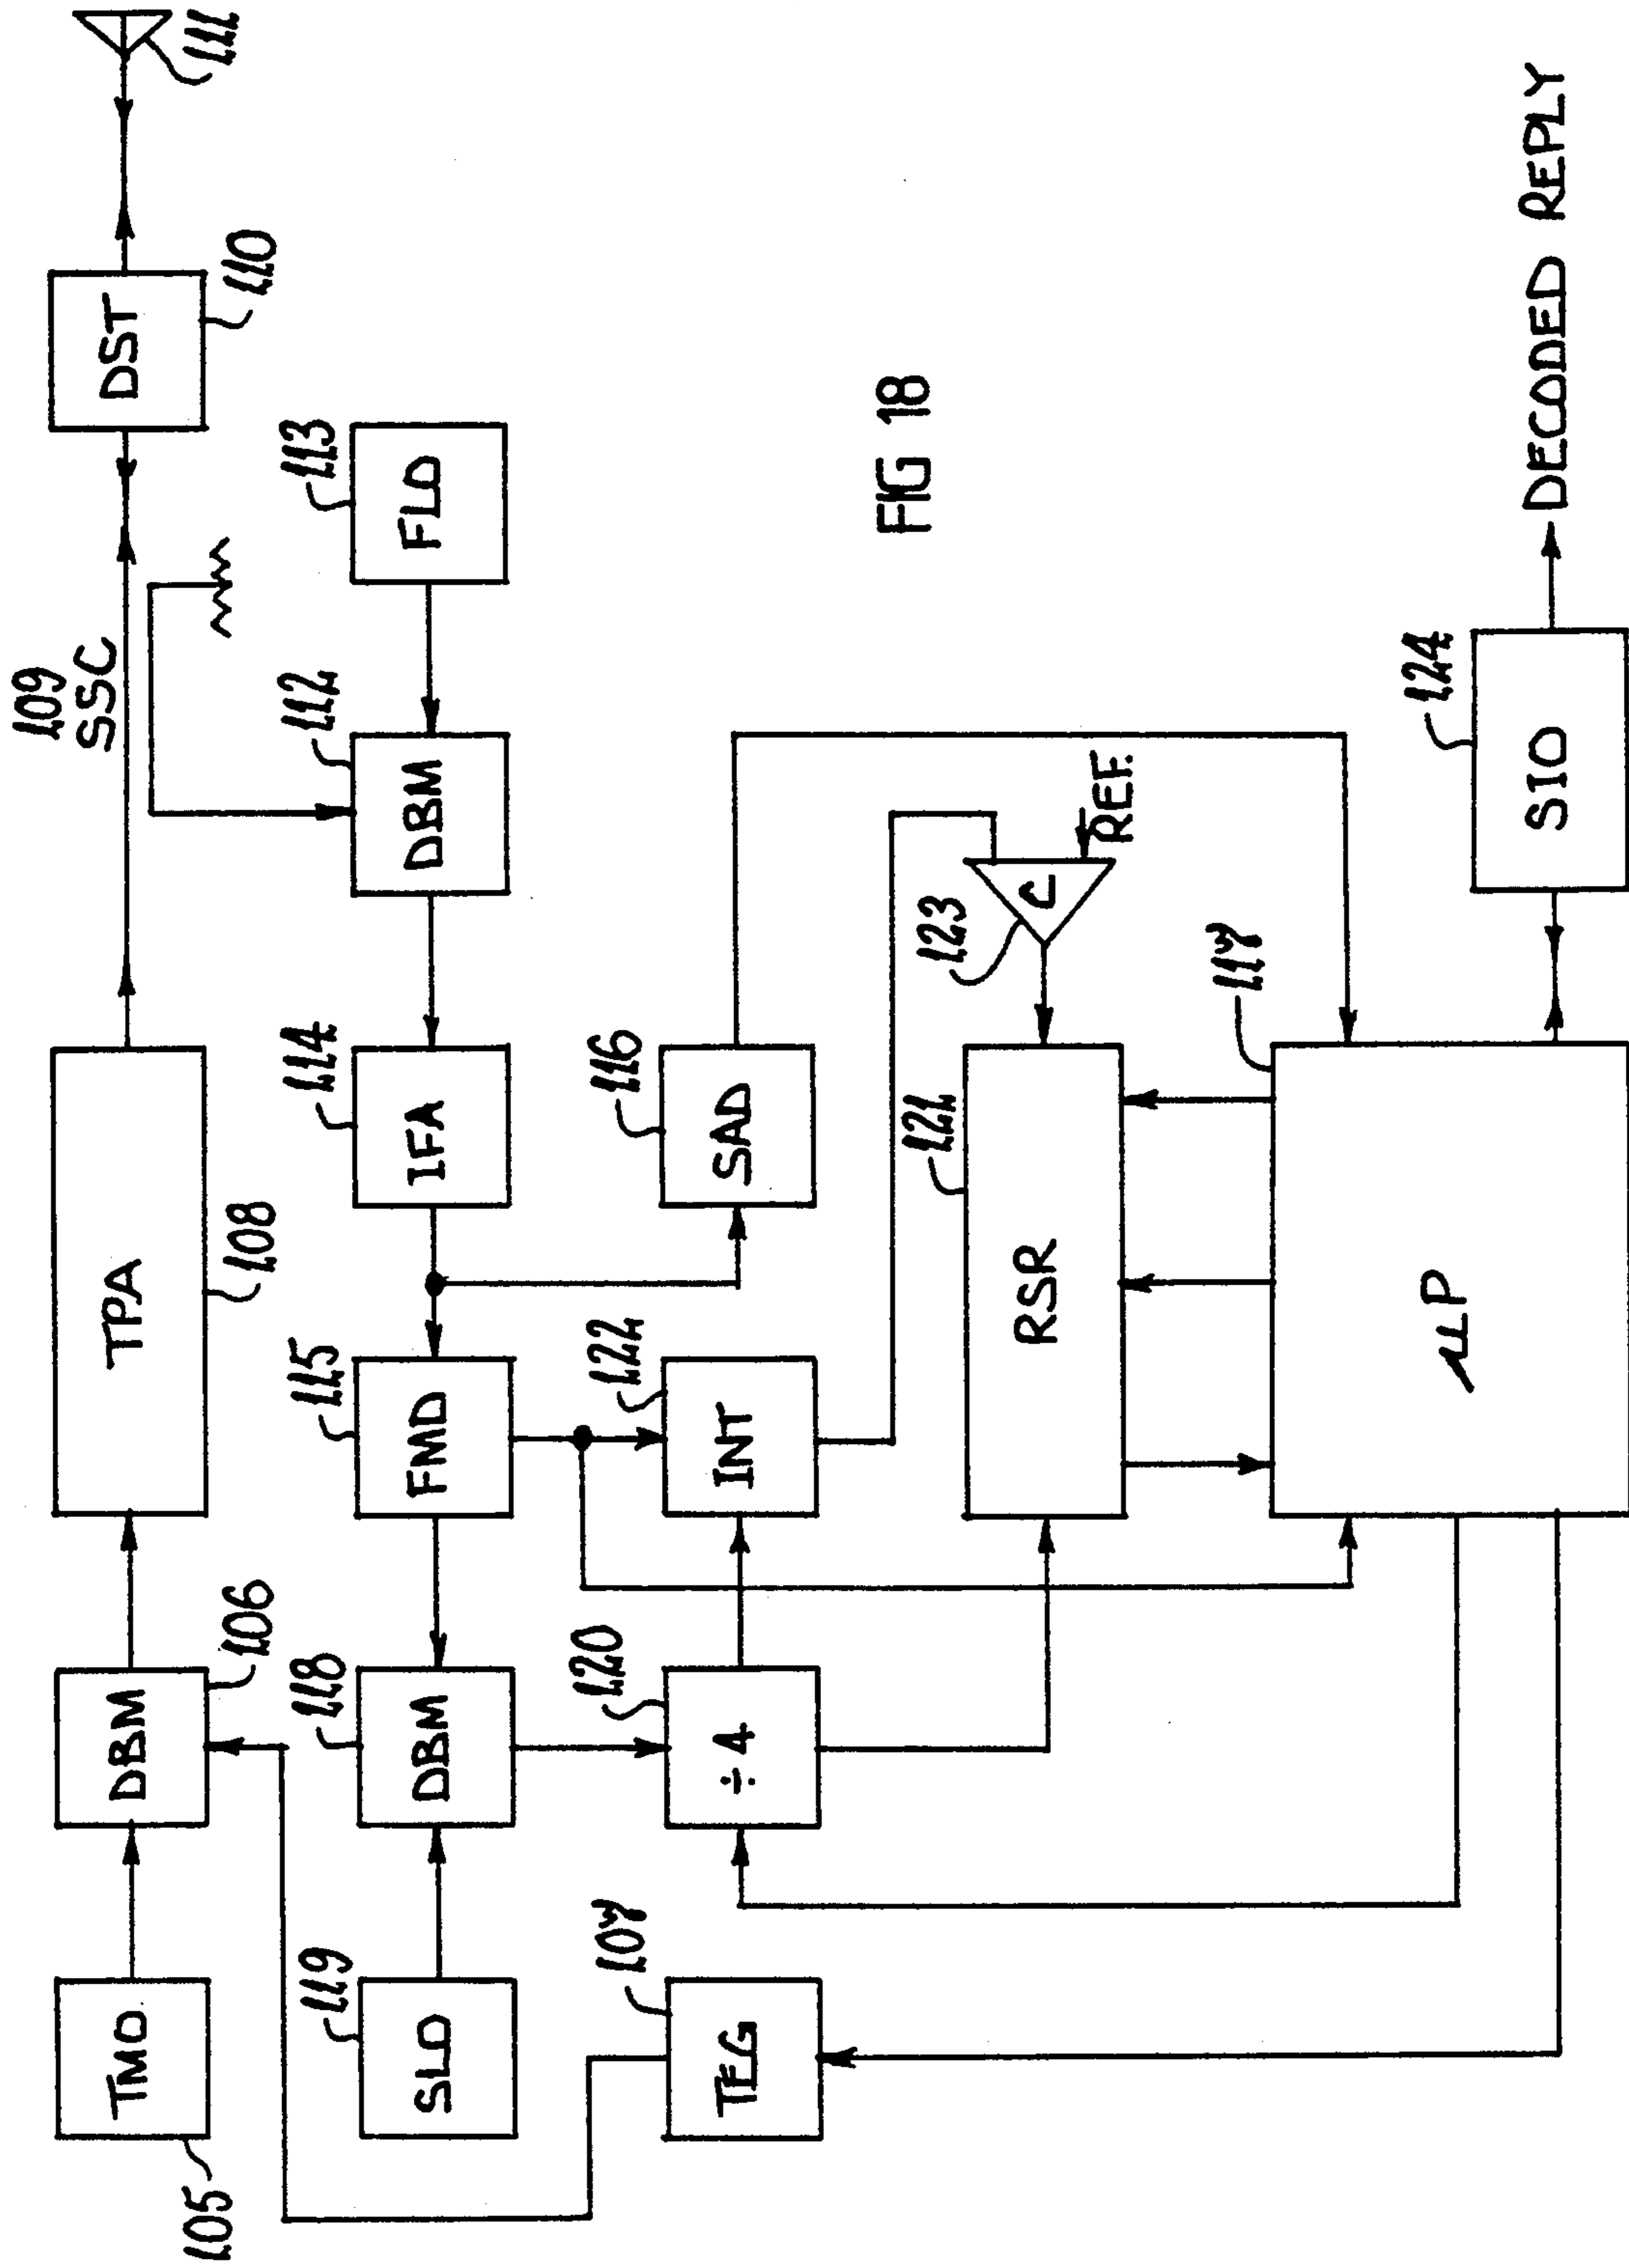 109
SSC
TMO
DBM
TPA
DST
105
106
108
110
111
119
118
115
114
112
113
SLO
DBM
FMD
IFA
DBM
FLO
107
120
122
116
TEG
÷4
INT
SAD
FIG 18
121
123
RSR
C
REF.
117
124
μP
SIO
DECODED REPLY